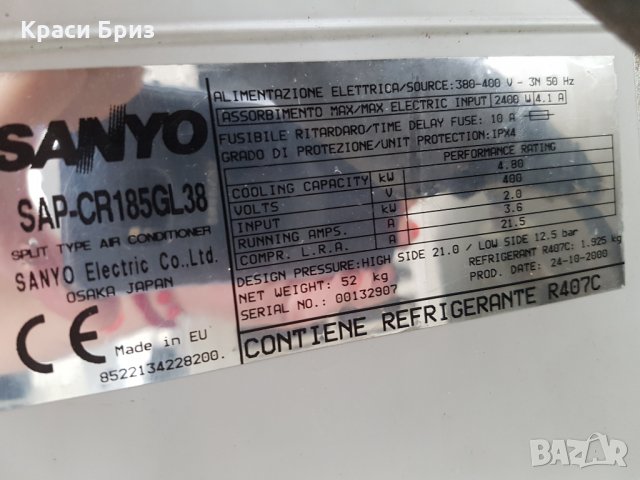 Краси Бриз
SANYO
SAP-CR185GL38
SPLIT TYPE AIR CONDITIONER
SANYO Electric Co.,Ltd.
OSAKA JAPAN
CE
Made in EU
8522134228200.
ALIMENTAZIONE ELETTRICA/SOURCE:380-400 V - 3N 50 Hz
ASSORBIMENTO MAX/MAX ELECTRIC INPUT 2400 W 4.1 A
FUSIBILE RITARDARO/TIME DELAY FUSE: 10 A
GRADO DI PROTEZIONE/UNIT PROTECTION:IPX4
PERFORMANCE RATING
COOLING CAPACITY kW 4.80
VOLTS V 400
INPUT kW 2.0
RUNNING AMPS. A 3.6
COMPR. L.R.A. A 21.5
DESIGN PRESSURE:HIGH SIDE 21.0 / LOW SIDE 12.5 bar
NET WEIGHT: 52 kg REFRIGERANT R407C: 1.925 kg
SERIAL NO.: 00132907 PROD. DATE: 24-10-2000
CONTIENE REFRIGERANTE R407C
BAZAR